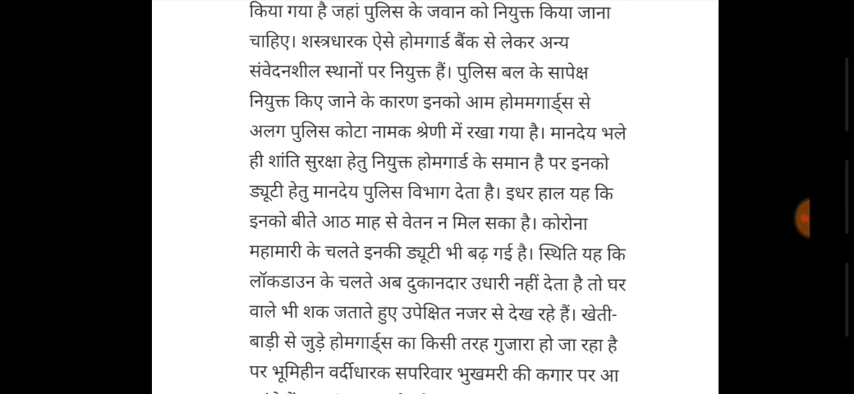 किया गया है जहां पुलिस के जवान को नियुक्त किया जाना
चाहिए। शस्त्रधारक ऐसे होमगार्ड बैंक से लेकर अन्य
संवेदनशील स्थानों पर नियुक्त हैं। पुलिस बल के सापेक्ष
नियुक्त किए जाने के कारण इनको आम होममगार्ड्स से
अलग पुलिस कोटा नामक श्रेणी में रखा गया है। मानदेय भले
ही शांति सुरक्षा हेतु नियुक्त होमगार्ड के समान है पर इनको
ड्यूटी हेतु मानदेय पुलिस विभाग देता है। इधर हाल यह कि
इनको बीते आठ माह से वेतन न मिल सका है। कोरोना
महामारी के चलते इनकी ड्यूटी भी बढ़ गई है। स्थिति यह कि
लॉकडाउन के चलते अब दुकानदार उधारी नहीं देता है तो घर
वाले भी शक जताते हुए उपेक्षित नजर से देख रहे हैं। खेती-
बाड़ी से जुड़े होमगार्ड्स का किसी तरह गुजारा हो जा रहा है
पर भूमिहीन वर्दीधारक सपरिवार भुखमरी की कगार पर आ